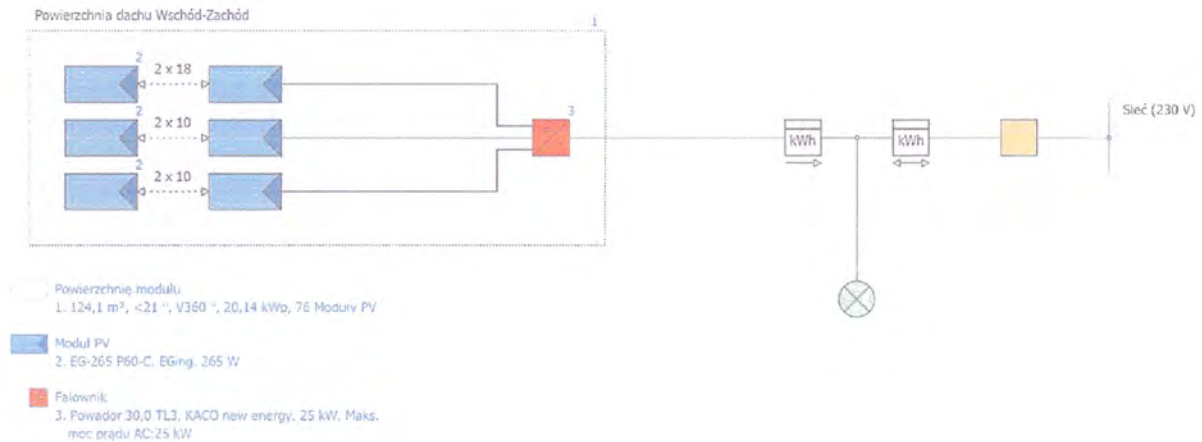 Powierzchnia dachu Wschód-Zachód
1
2
2 x 18
2
2 x 10
2
2 x 10
3
kWh
kWh
Sieć (230 V)
Powierzchnię modułu
1. 124,1 m², <21 °, V360 °, 20,14 kWp, 76 Moduły PV
Moduł PV
2. EG-265 P60-C, EGing, 265 W
Falownik
3. Powador 30,0 TL3, KACO new energy, 25 kW, Maks.
moc prądu AC:25 kW